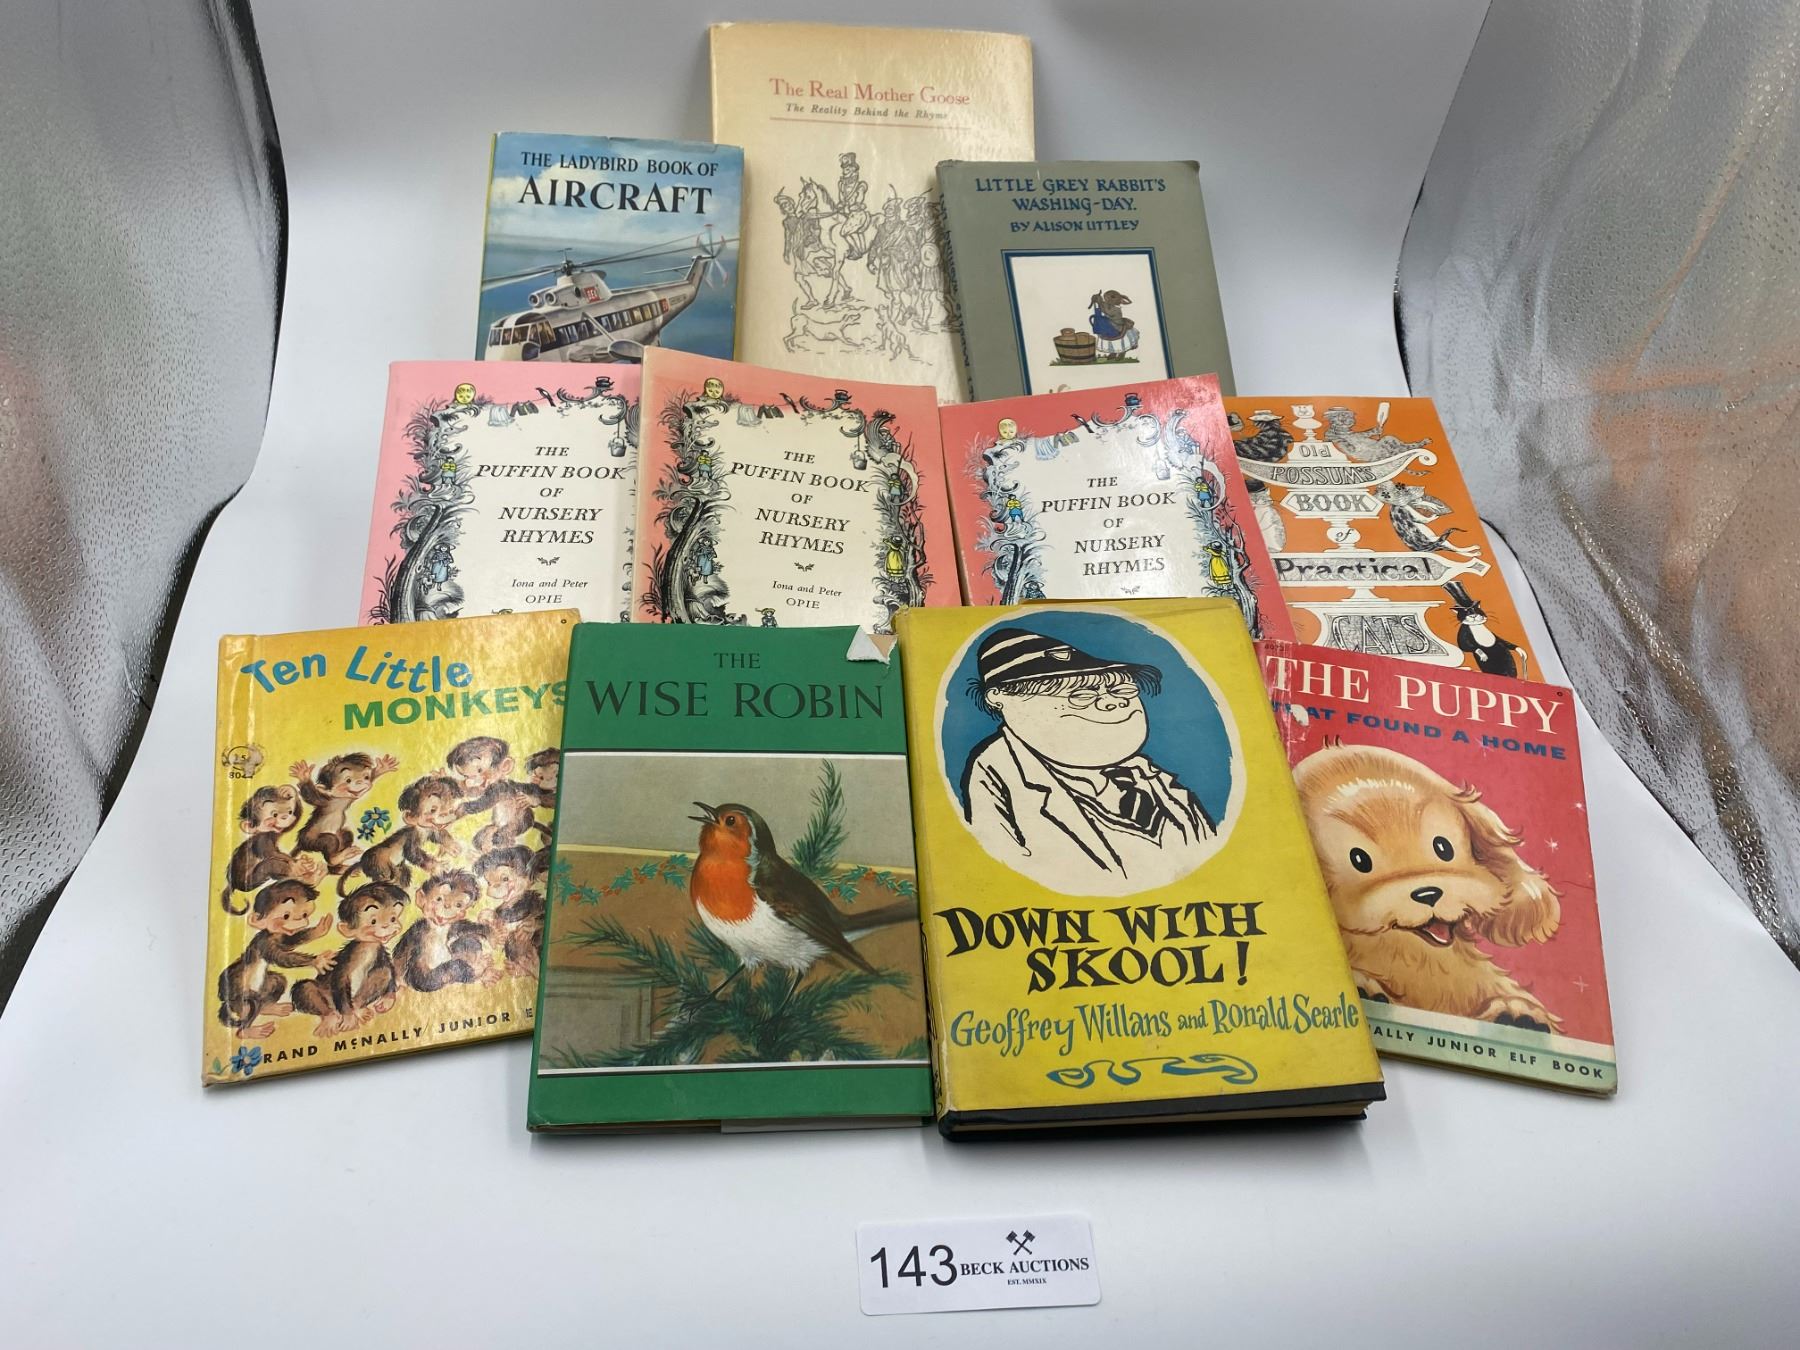 The Real Mother Goose
The Reality Behind the Rhyme
THE LADYBIRD BOOK OF
AIRCRAFT
LITTLE GREY RABBIT'S
WASHING-DAY.
BY ALISON UTTLEY
THE
PUFFIN BOOK
OF
NURSERY
RHYMES
Iona and Peter
OPIE
THE
PUFFIN BOOK
OF
NURSERY
RHYMES
Iona and Peter
OPIE
THE
PUFFIN BOOK
OF
NURSERY
RHYMES
Old
POSSUM'S
BOOK
of
Practical
CATS
Ten Little
MONKEYS
15¢
RAND McNALLY JUNIOR
THE
WISE ROBIN
DOWN WITH
SKOOL!
Geoffrey Willans and Ronald Searle
THE PUPPY
THAT FOUND A HOME
NALLY JUNIOR ELF BOOK
143
BECK AUCTIONS
EST. MMXIX